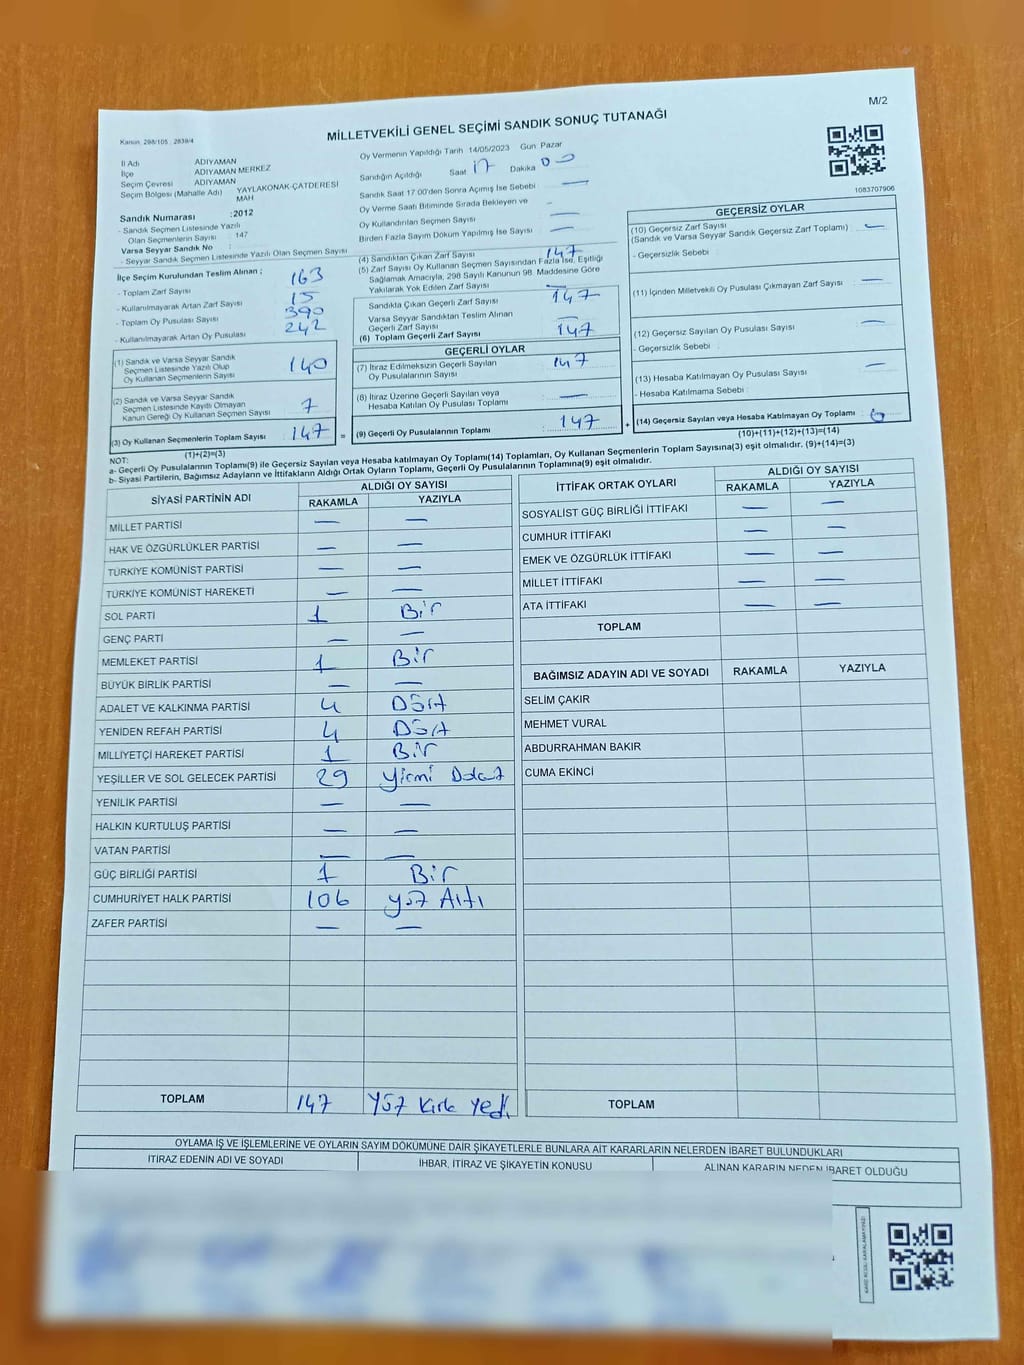 M/2
Kanun: 298/105 , 2839/4
MİLLETVEKİLİ GENEL SEÇİMİ SANDIK SONUÇ TUTANAĞI
1083707906
İl Adı ADIYAMAN
İlçe ADIYAMAN MERKEZ
Seçim Çevresi ADIYAMAN
Seçim Bölgesi (Mahalle Adı) YAYLAKONAK-ÇATDERESİ
MAH
Sandık Numarası :2012
- Sandık Seçmen Listesinde Yazılı
Olan Seçmenlerin Sayısı : 147
Varsa Seyyar Sandık No :
- Seyyar Sandık Seçmen Listesinde Yazılı Olan Seçmen Sayısı
Oy Vermenin Yapıldığı Tarih 14/05/2023 Gün Pazar
Sandığın Açıldığı Saat 17 Dakika 00
Sandık Saat 17:00'den Sonra Açımış İse Sebebi —
Oy Verme Saati Bitiminde Sırada Bekleyen ve -
Oy Kullandırılan Seçmen Sayısı —
Birden Fazla Sayım Döküm Yapılmış İse Sayısı —
İlçe Seçim Kurulundan Teslim Alınan ;
- Toplam Zarf Sayısı 163
- Kullanılmayarak Artan Zarf Sayısı 15
- Toplam Oy Pusulası Sayısı 390
- Kullanılmayarak Artan Oy Pusulası 242
(1) Sandık ve Varsa Seyyar Sandık
Seçmen Listesinde Yazılı Olup
Oy Kullanan Seçmenlerin Sayısı 140
(2) Sandık ve Varsa Seyyar Sandık
Seçmen Listesinde Kayıtlı Olmayan
Kanun Gereği Oy Kullanan Seçmen Sayısı 7
(3) Oy Kullanan Seçmenlerin Toplam Sayısı 147 =
(1)+(2)=(3)
(4) Sandıktan Çıkan Zarf Sayısı 147
(5) Zarf Sayısı Oy Kullanan Seçmen Sayısından Fazla İse, Eşitliği
Sağlamak Amacıyla, 298 Sayılı Kanunun 98. Maddesine Göre
Yakılarak Yok Edilen Zarf Sayısı —
Sandıkta Çıkan Geçerli Zarf Sayısı 147
Varsa Seyyar Sandıktan Teslim Alınan
Geçerli Zarf Sayısı —
(6) Toplam Geçerli Zarf Sayısı 147
GEÇERLİ OYLAR
(7) İtiraz Edilmeksizin Geçerli Sayılan
Oy Pusulalarının Sayısı 147
(8) İtiraz Üzerine Geçerli Sayılan veya
Hesaba Katılan Oy Pusulası Toplamı —
(9) Geçerli Oy Pusulalarının Toplamı 147 +
GEÇERSİZ OYLAR
(10) Geçersiz Zarf Sayısı —
(Sandık ve Varsa Seyyar Sandık Geçersiz Zarf Toplamı)
- Geçersizlik Sebebi :
(11) İçinden Milletvekili Oy Pusulası Çıkmayan Zarf Sayısı —
(12) Geçersiz Sayılan Oy Pusulası Sayısı —
- Geçersizlik Sebebi :
(13) Hesaba Katılmayan Oy Pusulası Sayısı —
- Hesaba Katılmama Sebebi :
(14) Geçersiz Sayılan veya Hesaba Katılmayan Oy Toplamı
(10)+(11)+(12)+(13)=(14)
NOT:
a- Geçerli Oy Pusulalarının Toplamı(9) ile Geçersiz Sayılan veya Hesaba katılmayan Oy Toplamı(14) Toplamları, Oy Kullanan Seçmenlerin Toplam Sayısına(3) eşit olmalıdır. (9)+(14)=(3)
b- Siyasi Partilerin, Bağımsız Adayların ve İttifakların Aldığı Ortak Oyların Toplamı, Geçerli Oy Pusulalarının Toplamına(9) eşit olmalıdır.
SİYASİ PARTİNİN ADI ALDIĞI OY SAYISI
RAKAMLA YAZIYLA
MİLLET PARTİSİ — —
HAK VE ÖZGÜRLÜKLER PARTİSİ — —
TÜRKİYE KOMÜNİST PARTİSİ — —
TÜRKİYE KOMÜNİST HAREKETİ — —
SOL PARTİ 1 Bir
GENÇ PARTİ — —
MEMLEKET PARTİSİ 1 Bir
BÜYÜK BİRLİK PARTİSİ — —
ADALET VE KALKINMA PARTİSİ 4 Dört
YENİDEN REFAH PARTİSİ 4 Dört
MİLLİYETÇİ HAREKET PARTİSİ 1 Bir
YEŞİLLER VE SOL GELECEK PARTİSİ 29 Yirmi Dokuz
YENİLİK PARTİSİ — —
HALKIN KURTULUŞ PARTİSİ — —
VATAN PARTİSİ — —
GÜÇ BİRLİĞİ PARTİSİ 1 Bir
CUMHURİYET HALK PARTİSİ 106 Yüz Altı
ZAFER PARTİSİ — —
TOPLAM 147 Yüz Kırk Yedi
İTTİFAK ORTAK OYLARI ALDIĞI OY SAYISI
RAKAMLA YAZIYLA
SOSYALİST GÜÇ BİRLİĞİ İTTİFAKI — —
CUMHUR İTTİFAKI — —
EMEK VE ÖZGÜRLÜK İTTİFAKI — —
MİLLET İTTİFAKI — —
ATA İTTİFAKI — —
TOPLAM
BAĞIMSIZ ADAYIN ADI VE SOYADI RAKAMLA YAZIYLA
SELİM ÇAKIR
MEHMET VURAL
ABDURRAHMAN BAKIR
CUMA EKİNCİ
TOPLAM
OYLAMA İŞ VE İŞLEMLERİNE VE OYLARIN SAYIM DÖKÜMÜNE DAİR ŞİKAYETLERLE BUNLARA AİT KARARLARIN NELERDEN İBARET BULUNDUKLARI
İTİRAZ EDENİN ADI VE SOYADI İHBAR, İTİRAZ VE ŞİKAYETİN KONUSU ALINAN KARARIN NEDEN İBARET OLDUĞU